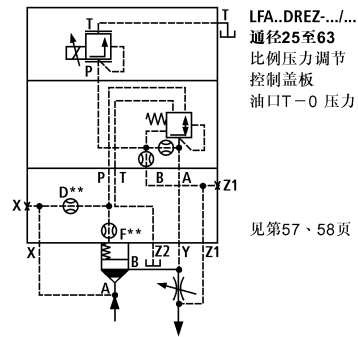 T
T
P
P
T
B
A
Z1
D**
X
F**
X
B
Z2
Y
Z1
A
LFA..DREZ-.../...
通径25至63
比例压力调节
控制盖板
油口T－0 压力
见第57、58页